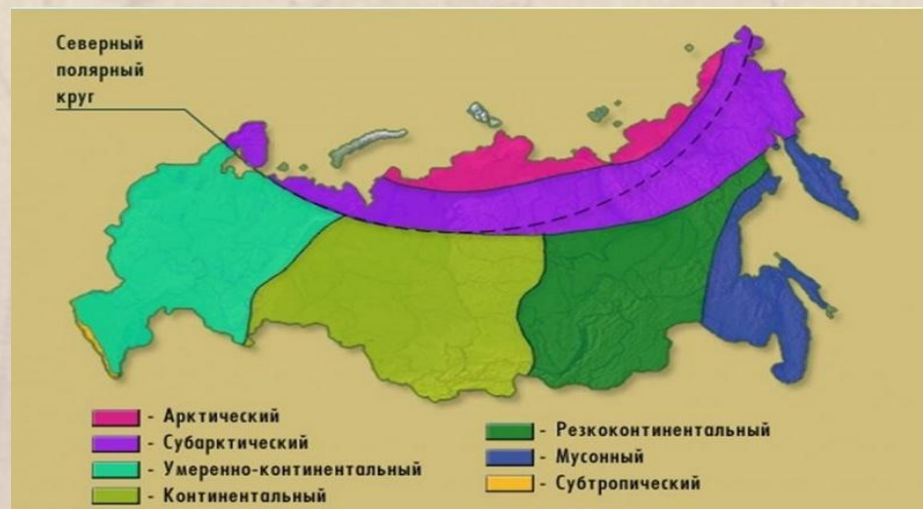 Северный
полярный
круг
- Арктический
- Субарктический
- Умеренно-континентальный
- Континентальный
- Резкоконтинентальный
- Мусонный
- Субтропический